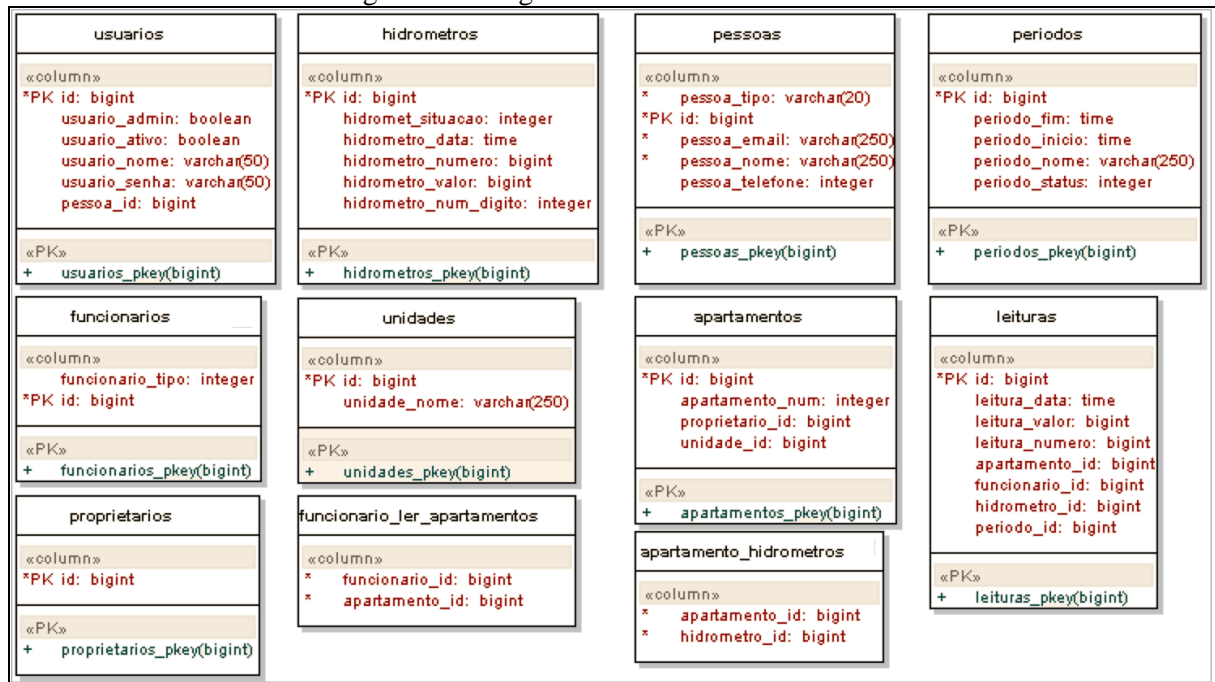 usuarios
«column»
*PK id: bigint
usuario_admin: boolean
usuario_ativo: boolean
usuario_nome: varchar(50)
usuario_senha: varchar(50)
pessoa_id: bigint
«PK»
+ usuarios_pkey(bigint)
hidrometros
«column»
*PK id: bigint
hidromet_situacao: integer
hidrometro_data: time
hidrometro_numero: bigint
hidrometro_valor: bigint
hidrometro_num_digito: integer
«PK»
+ hidrometros_pkey(bigint)
pessoas
«column»
* pessoa_tipo: varchar(20)
*PK id: bigint
* pessoa_email: varchar(250)
* pessoa_nome: varchar(250)
pessoa_telefone: integer
«PK»
+ pessoas_pkey(bigint)
periodos
«column»
*PK id: bigint
periodo_fim: time
periodo_inicio: time
periodo_nome: varchar(250)
periodo_status: integer
«PK»
+ periodos_pkey(bigint)
funcionarios
«column»
funcionario_tipo: integer
*PK id: bigint
«PK»
+ funcionarios_pkey(bigint)
unidades
«column»
*PK id: bigint
unidade_nome: varchar(250)
«PK»
+ unidades_pkey(bigint)
apartamentos
«column»
*PK id: bigint
apartamento_num: integer
proprietario_id: bigint
unidade_id: bigint
«PK»
+ apartamentos_pkey(bigint)
leituras
«column»
*PK id: bigint
leitura_data: time
leitura_valor: bigint
leitura_numero: bigint
apartamento_id: bigint
funcionario_id: bigint
hidrometro_id: bigint
periodo_id: bigint
«PK»
+ leituras_pkey(bigint)
proprietarios
«column»
*PK id: bigint
«PK»
+ proprietarios_pkey(bigint)
funcionario_ler_apartamentos
«column»
* funcionario_id: bigint
* apartamento_id: bigint
apartamento_hidrometros
«column»
* apartamento_id: bigint
* hidrometro_id: bigint